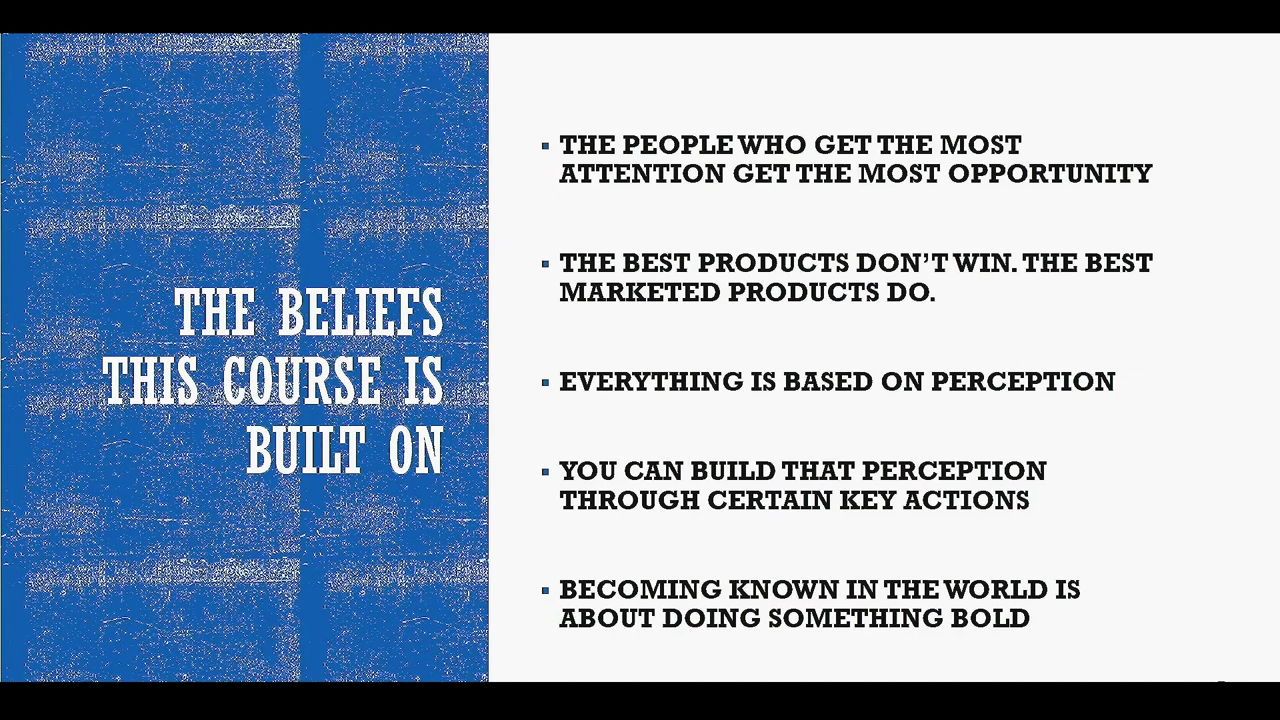 THE BELIEFS
THIS COURSE IS
BUILT ON
THE PEOPLE WHO GET THE MOST
ATTENTION GET THE MOST OPPORTUNITY
THE BEST PRODUCTS DON'T WIN. THE BEST
MARKETED PRODUCTS DO.
EVERYTHING IS BASED ON PERCEPTION
YOU CAN BUILD THAT PERCEPTION
THROUGH CERTAIN KEY ACTIONS
BECOMING KNOWN IN THE WORLD IS
ABOUT DOING SOMETHING BOLD